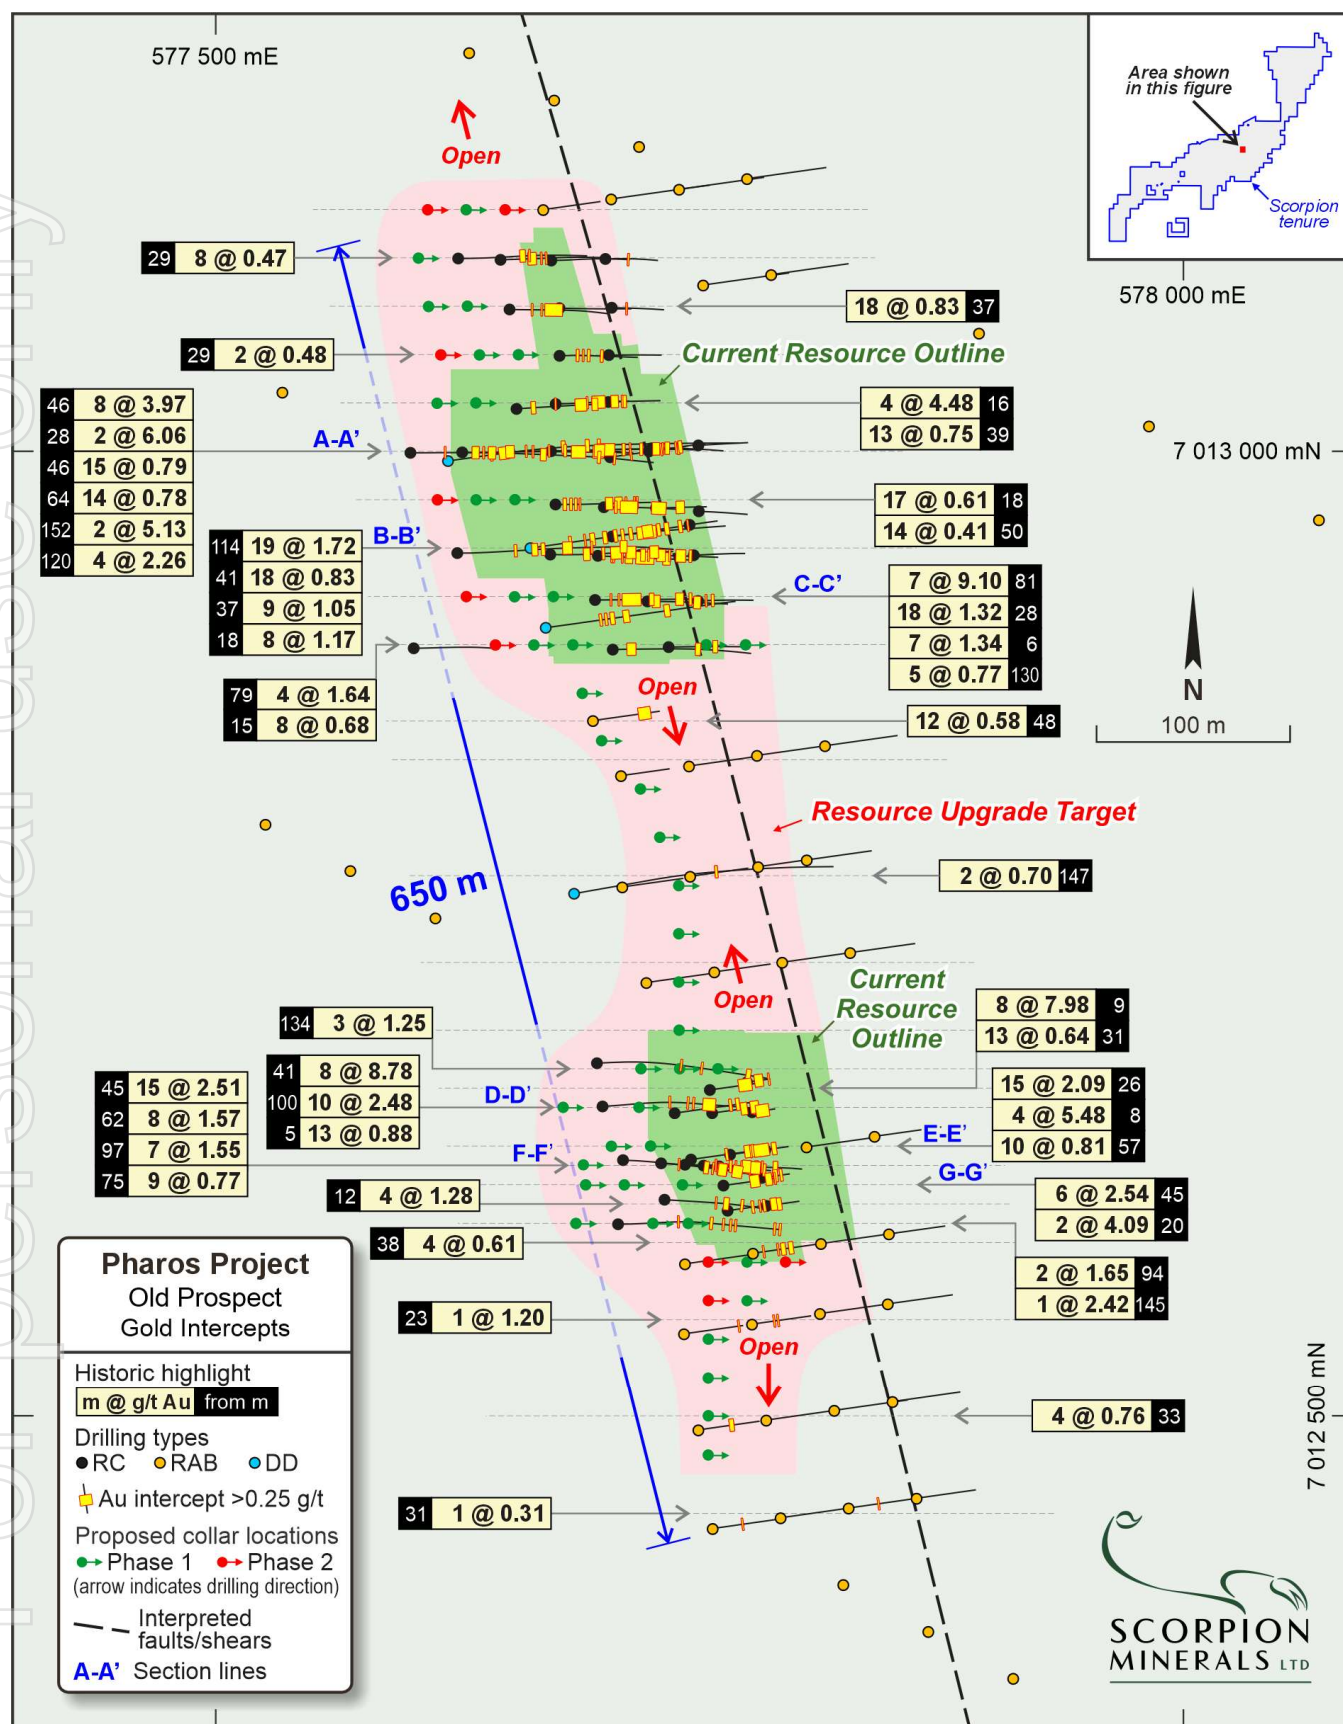 577 500 mE
Area shown
in this figure
Scorpion
tenure
578 000 mE
Open
29 8 @ 0.47
18 @ 0.83 37
29 2 @ 0.48
Current Resource Outline
46 8 @ 3.97
28 2 @ 6.06
46 15 @ 0.79
64 14 @ 0.78
152 2 @ 5.13
120 4 @ 2.26
A-A’
4 @ 4.48 16
13 @ 0.75 39
7 013 000 mN
17 @ 0.61 18
14 @ 0.41 50
B-B’
114 19 @ 1.72
41 18 @ 0.83
37 9 @ 1.05
18 8 @ 1.17
C-C’
7 @ 9.10 81
18 @ 1.32 28
7 @ 1.34 6
5 @ 0.77 130
79 4 @ 1.64
15 8 @ 0.68
Open
12 @ 0.58 48
N
100 m
Resource Upgrade Target
650 m
2 @ 0.70 147
Open
Current
Resource
Outline
134 3 @ 1.25
8 @ 7.98 9
13 @ 0.64 31
41 8 @ 8.78
100 10 @ 2.48
5 13 @ 0.88
D-D’
45 15 @ 2.51
62 8 @ 1.57
97 7 @ 1.55
75 9 @ 0.77
15 @ 2.09 26
4 @ 5.48 8
10 @ 0.81 57
E-E’
F-F’
G-G’
12 4 @ 1.28
6 @ 2.54 45
2 @ 4.09 20
38 4 @ 0.61
2 @ 1.65 94
1 @ 2.42 145
23 1 @ 1.20
Open
4 @ 0.76 33
7 012 500 mN
31 1 @ 0.31
Pharos Project
Old Prospect
Gold Intercepts
Historic highlight
m @ g/t Au from m
Drilling types
RC RAB DD
Au intercept >0.25 g/t
Proposed collar locations
Phase 1 Phase 2
(arrow indicates drilling direction)
Interpreted
faults/shears
A-A’ Section lines
SCORPION
MINERALS LTD
For personal use only